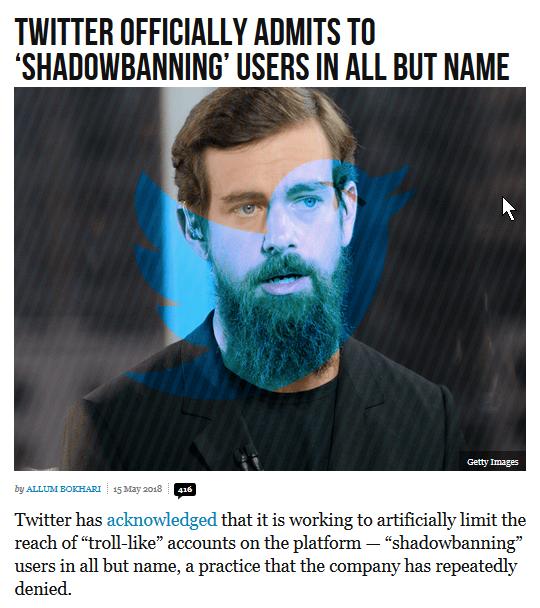 TWITTER OFFICIALLY ADMITS TO
‘SHADOWBANNING’ USERS IN ALL BUT NAME
Getty Images
by ALLUM BOKHARI 15 May 2018 416
Twitter has acknowledged that it is working to artificially limit the
reach of “troll-like” accounts on the platform — “shadowbanning”
users in all but name, a practice that the company has repeatedly
denied.